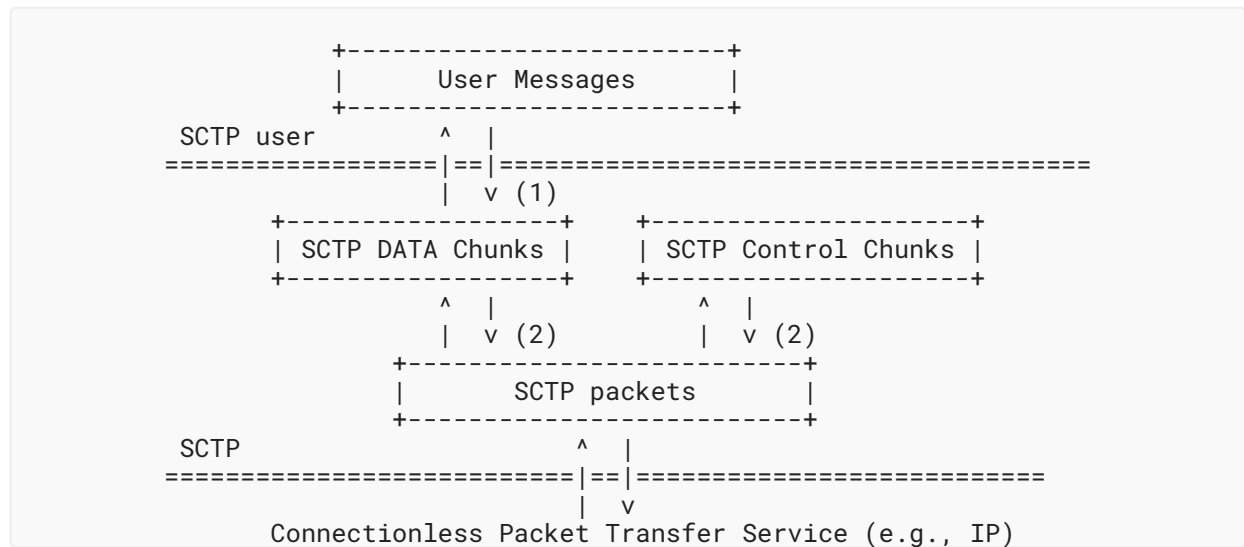 +-------------------------+
|      User Messages      |
+-------------------------+
SCTP user        ^  |
==================|==|=======================================
|  v (1)
+------------------+    +---------------------+
| SCTP DATA Chunks |    | SCTP Control Chunks |
+------------------+    +---------------------+
^  |             ^  |
|  v (2)         |  v (2)
+--------------------------+
|       SCTP packets       |
+--------------------------+
SCTP                      ^  |
===========================|==|===========================
|  v
Connectionless Packet Transfer Service (e.g., IP)